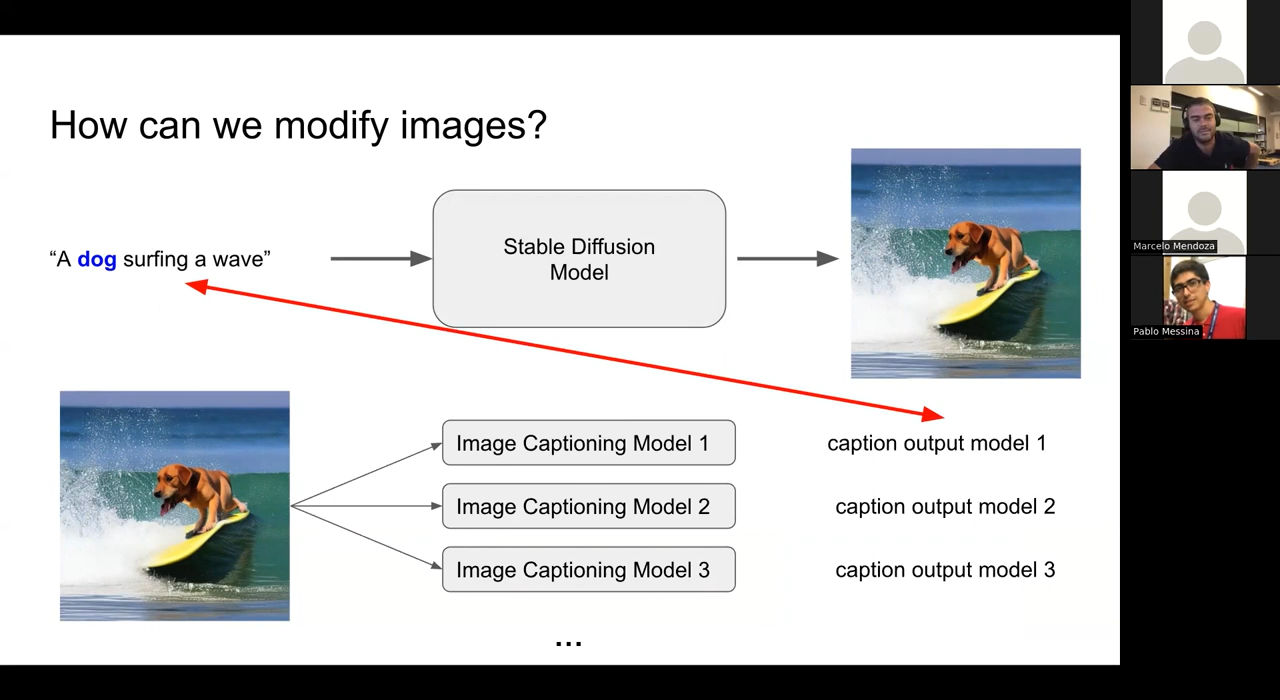 How can we modify images?
“A dog surfing a wave”
Stable Diffusion
Model
Image Captioning Model 1
caption output model 1
Image Captioning Model 2
caption output model 2
Image Captioning Model 3
caption output model 3
...
Marcelo Mendoza
Pablo Messina